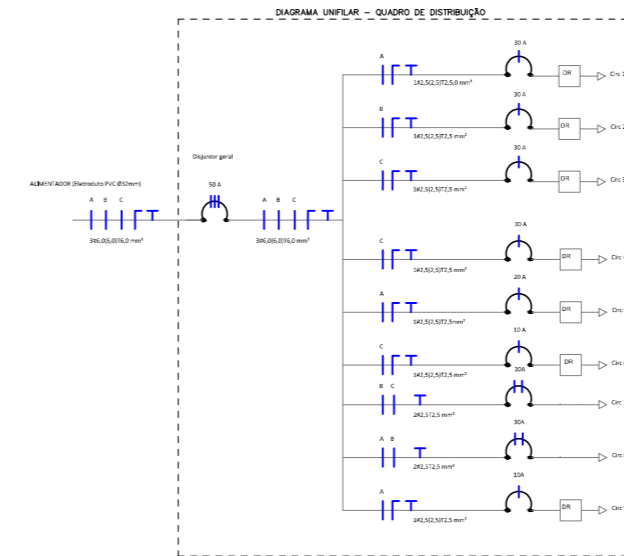 DIAGRAMA UNIFILAR – QUADRO DE DISTRIBUIÇÃO
30 A
A
DR
Circ
1#2,5(2,5)T2,5,0 mm²
30 A
B
DR
Circ 2
1#2,5(2,5)T2,5 mm²
30 A
Disjuntor geral
C
DR
Circ 3
ALIMENTADOR (Eletroduto PVC Ø32mm)
50 A
1#2,5(2,5)T2,5 mm²
A B C
A B C
3#6,0(6,0)T6,0 mm²
3#6,0(6,0)T6,0 mm²
30 A
C
DR
Circ
1#2,5(2,5)T2,5 mm²
20 A
A
DR
Circ
1#2,5(2,5)T2,5mm²
10 A
C
DR
Circ
1#2,5(2,5)T2,5 mm²
30A
B C
Circ
2#2,5T2,5 mm²
30A
A B
Circ
2#2,5T2,5 mm²
10A
A
DR
Circ
1#2,5(2,5)T2,5 mm²